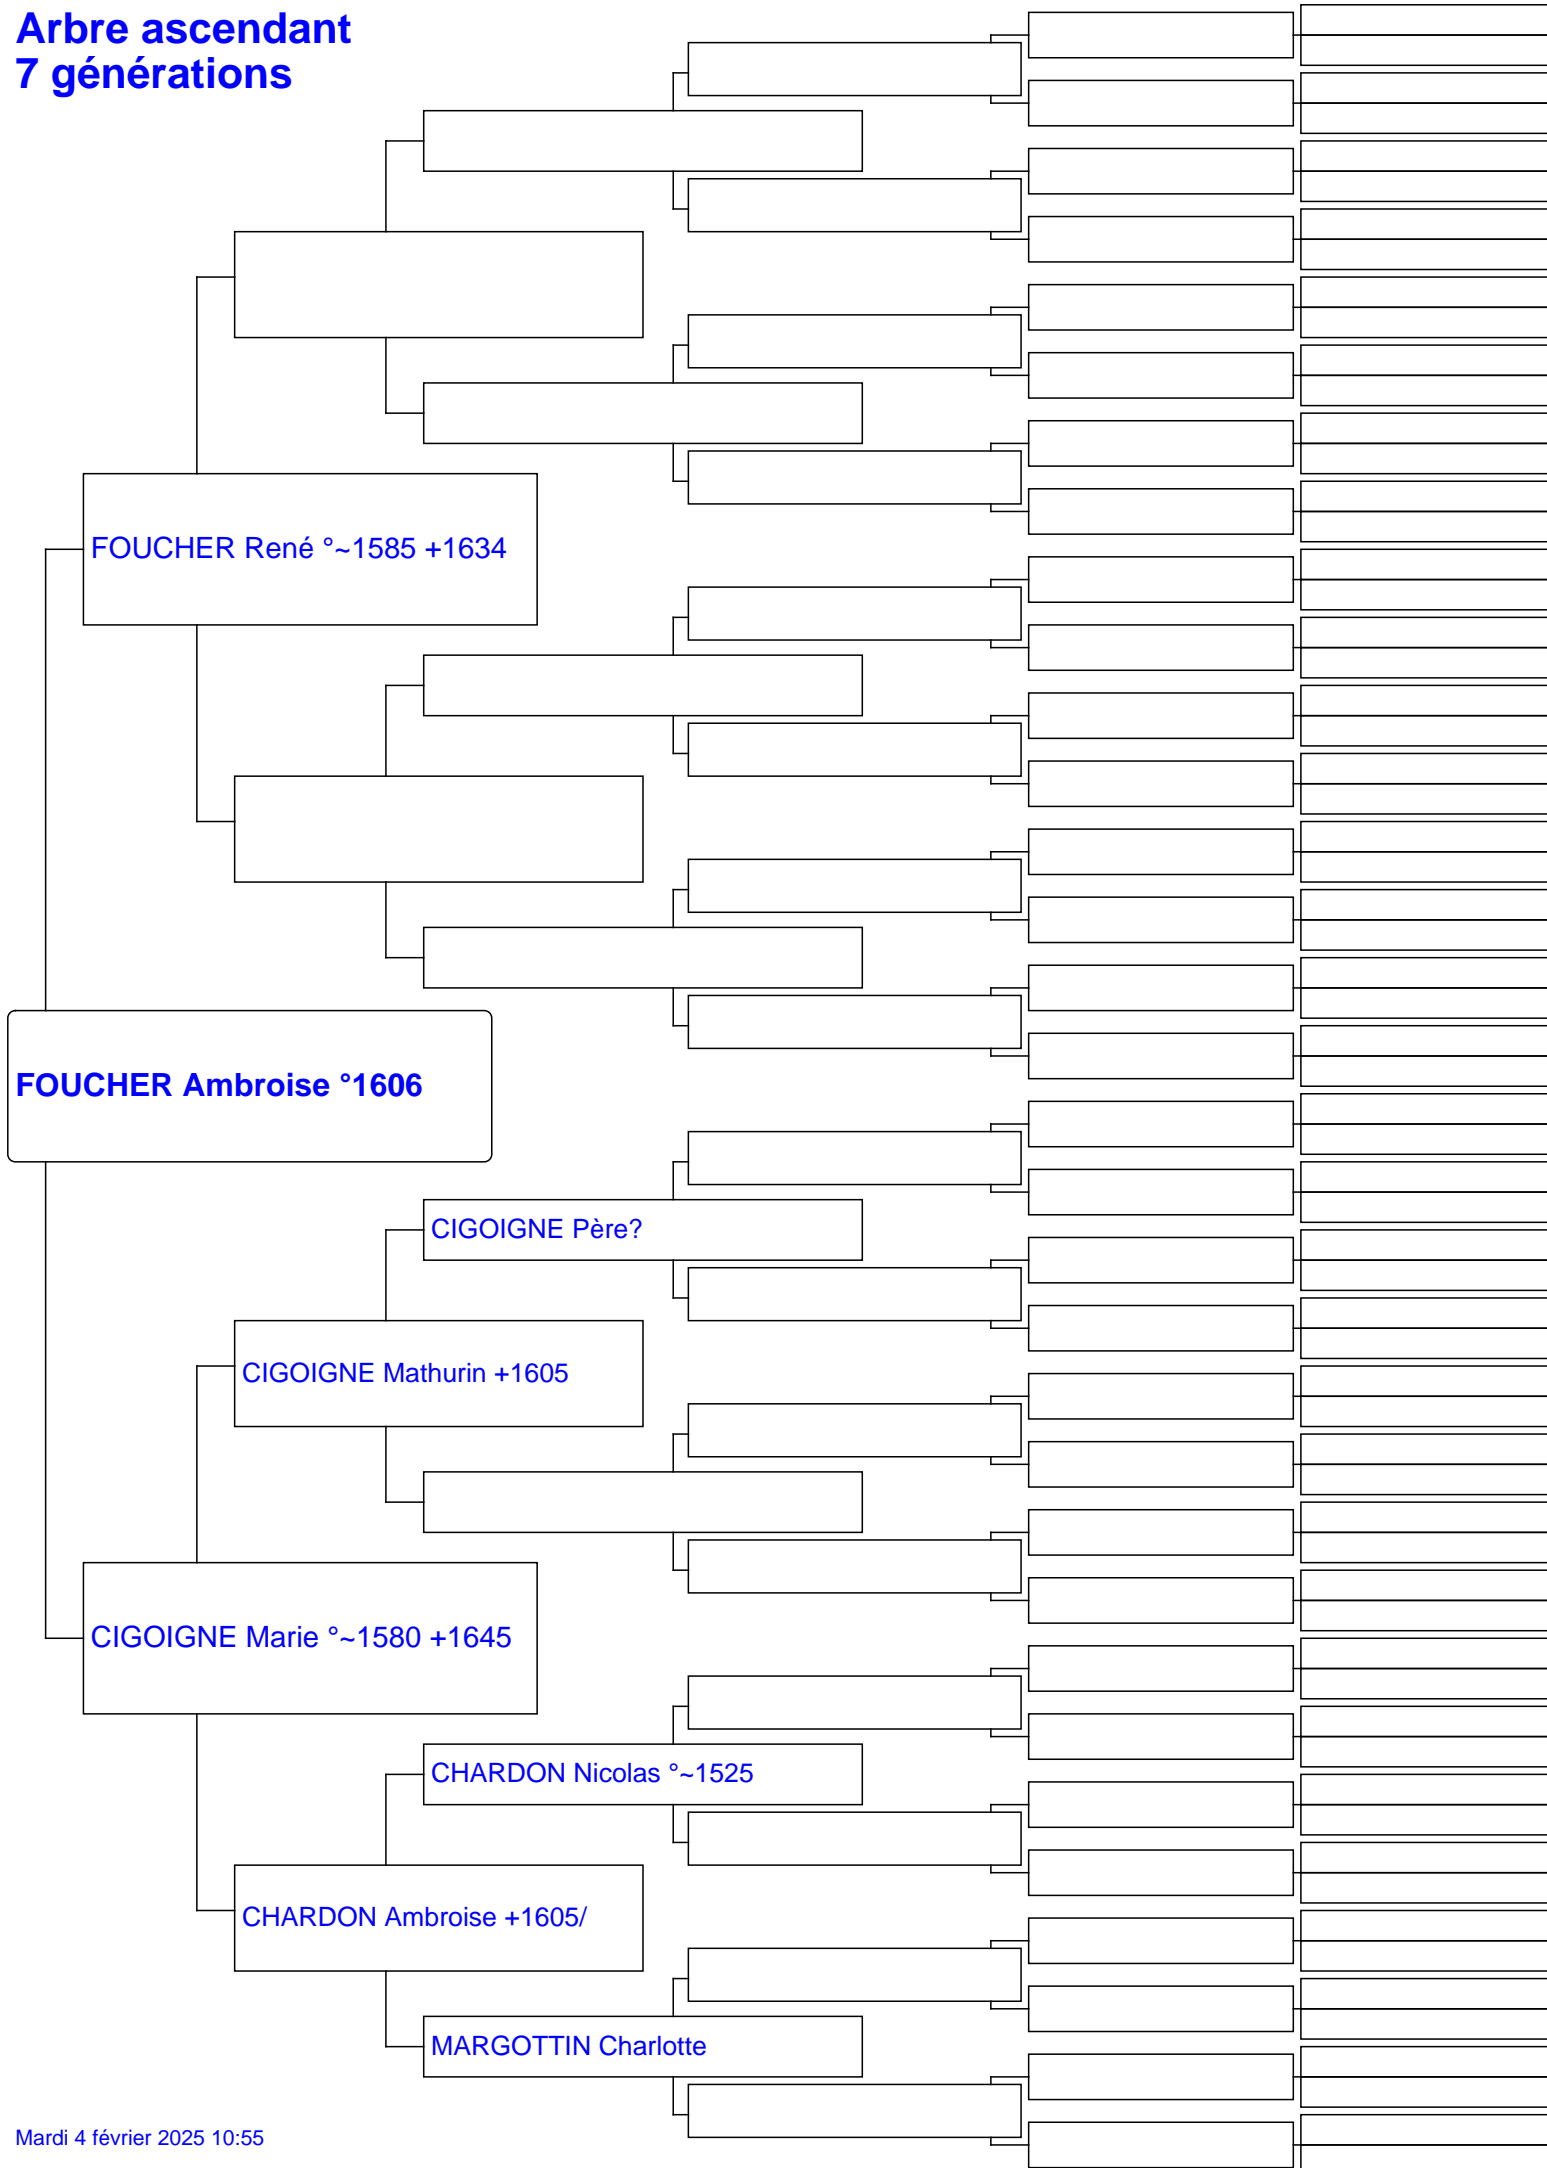 Arbre ascendant
7 générations
FOUCHER René °~1585 +1634
FOUCHER Ambroise °1606
CIGOIGNE Père?
CIGOIGNE Mathurin +1605
CIGOIGNE Marie °~1580 +1645
CHARDON Nicolas °~1525
CHARDON Ambroise +1605/
MARGOTTIN Charlotte
Mardi 4 février 2025 10:55